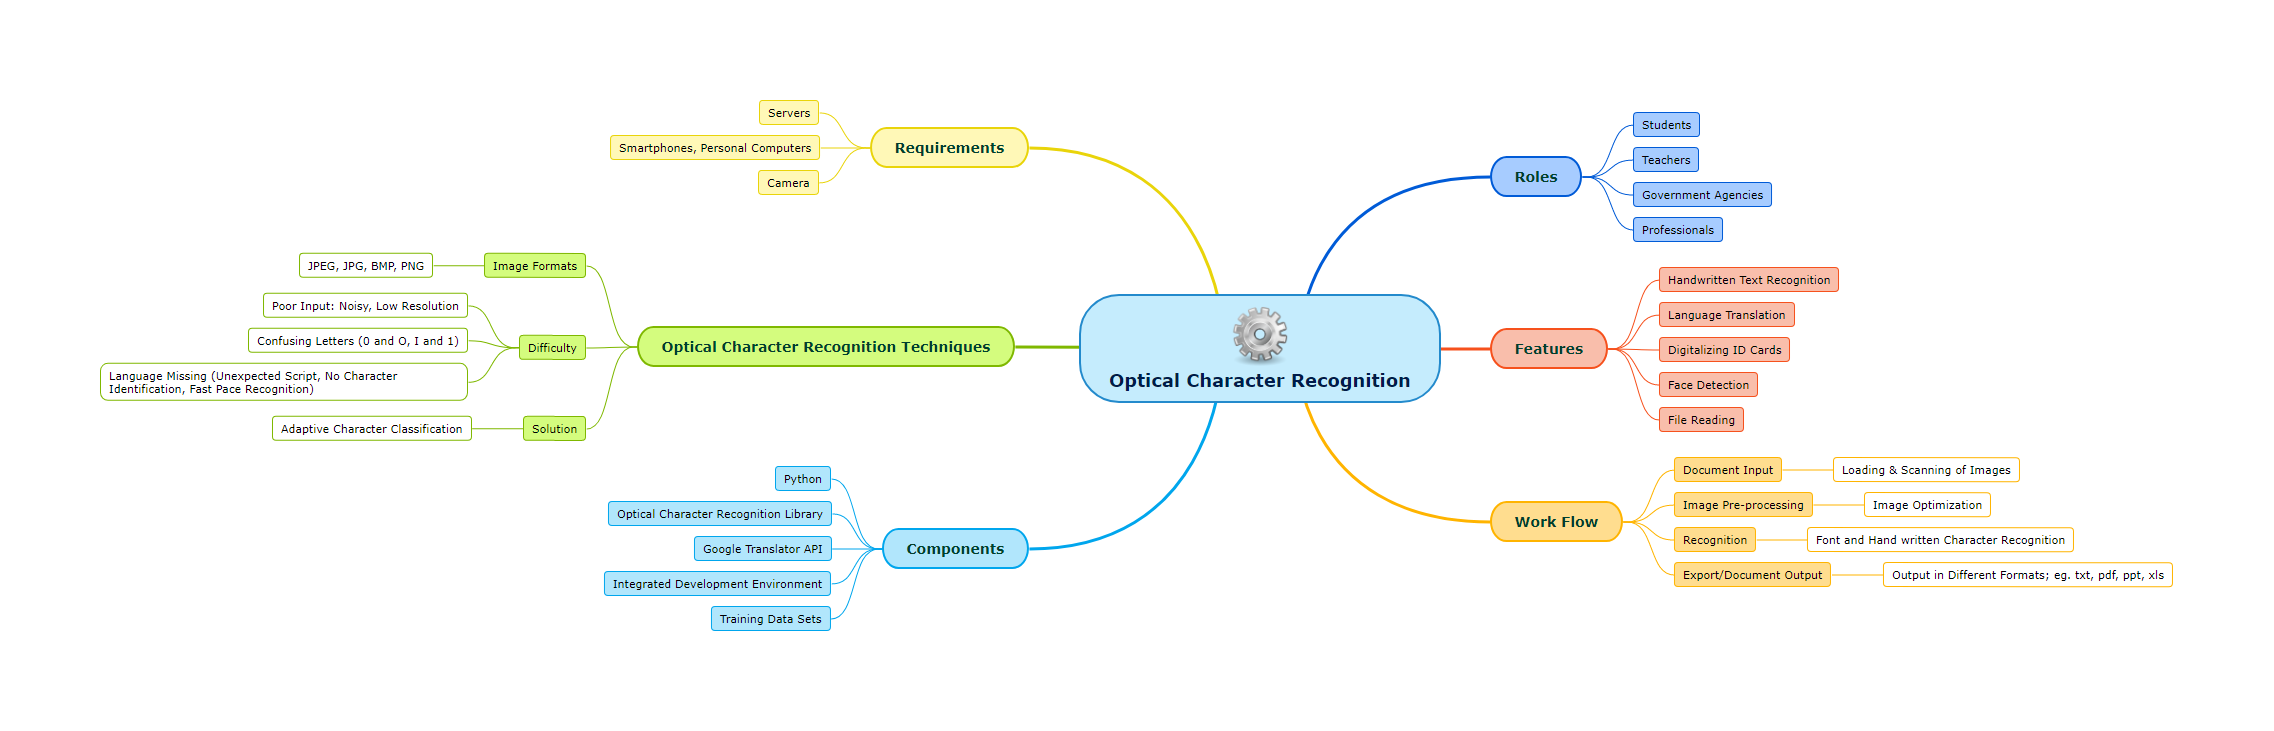 Optical Character Recognition
Roles
Students
Teachers
Government Agencies
Professionals
Features
Handwritten Text Recognition
Language Translation
Digitalizing ID Cards
Face Detection
File Reading
Work Flow
Document Input
Loading & Scanning of Images
Image Pre-processing
Image Optimization
Recognition
Font and Hand written Character Recognition
Export/Document Output
Output in Different Formats; eg. txt, pdf, ppt, xls
Requirements
Servers
Smartphones, Personal Computers
Camera
Optical Character Recognition Techniques
Image Formats
JPEG, JPG, BMP, PNG
Difficulty
Poor Input: Noisy, Low Resolution
Confusing Letters (0 and O, I and 1)
Language Missing (Unexpected Script, No Character
Identification, Fast Pace Recognition)
Solution
Adaptive Character Classification
Components
Python
Optical Character Recognition Library
Google Translator API
Integrated Development Environment
Training Data Sets